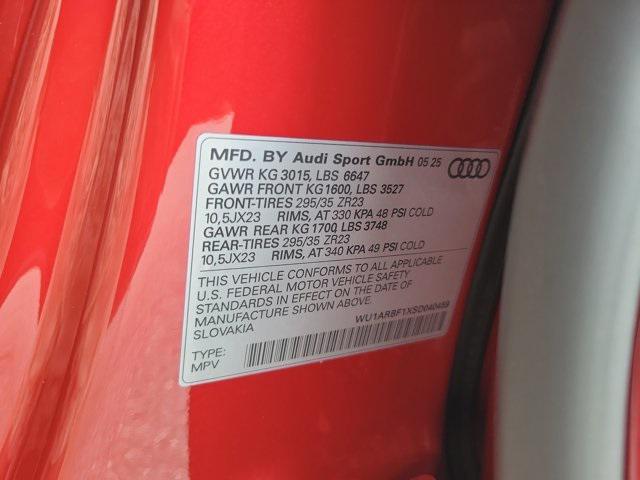 MFD. BY Audi Sport GmbH 05 25
GVWR KG 3015, LBS 6647
GAWR FRONT KG1600, LBS 3527
FRONT-TIRES 295/35 ZR23
10,5JX23 RIMS, AT 330 KPA 48 PSI COLD
GAWR REAR KG 1700, LBS 3748
REAR-TIRES 295/35 ZR23
10,5JX23 RIMS, AT 340 KPA 49 PSI COLD
THIS VEHICLE CONFORMS TO ALL APPLICABLE
U.S. FEDERAL MOTOR VEHICLE SAFETY
STANDARDS IN EFFECT ON THE DATE OF
MANUFACTURE SHOWN ABOVE.
SLOVAKIA
WU1ARBF1XSD040459
TYPE:
MPV